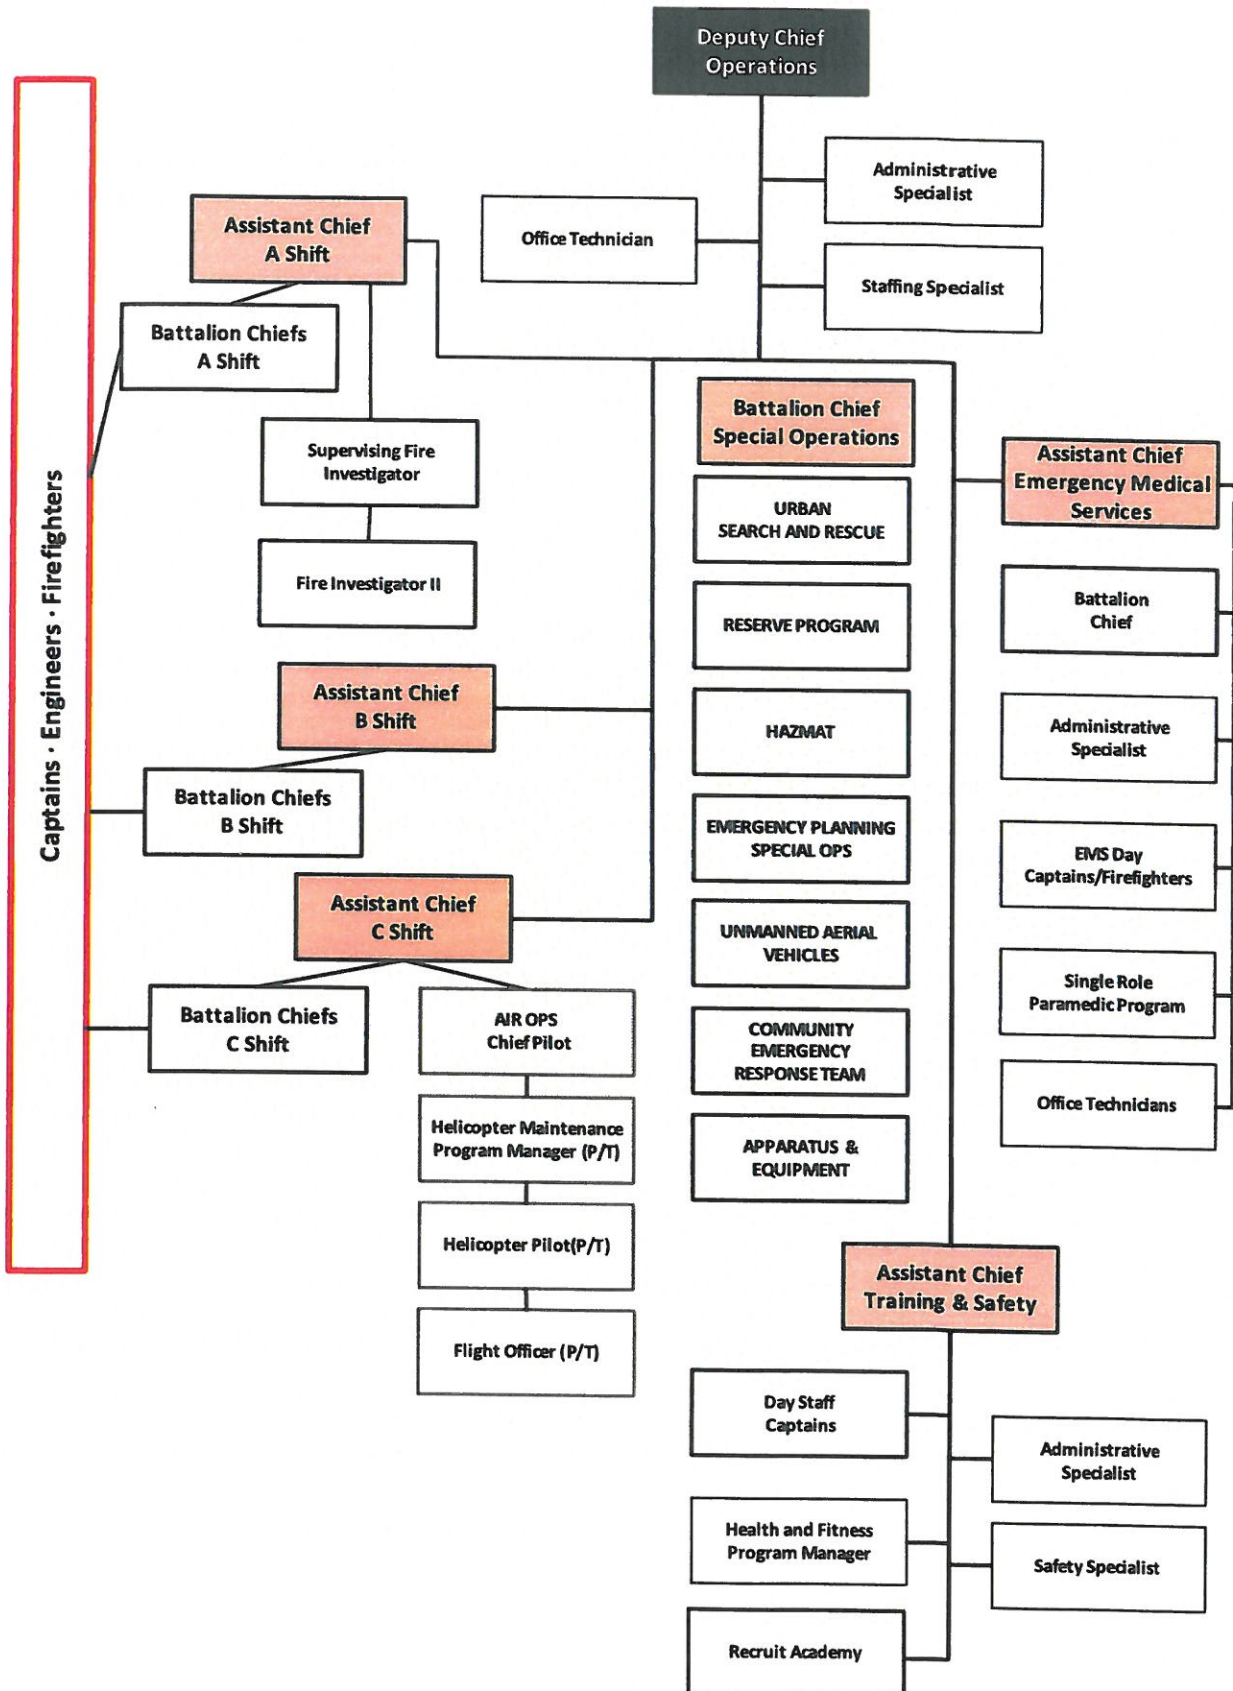 Deputy Chief
Operations
Administrative
Specialist
Office Technician
Staffing Specialist
Assistant Chief
A Shift
Battalion Chiefs
A Shift
Supervising Fire
Investigator
Fire Investigator II
Captains · Engineers · Firefighters
Assistant Chief
B Shift
Battalion Chiefs
B Shift
Assistant Chief
C Shift
Battalion Chiefs
C Shift
AIR OPS
Chief Pilot
Helicopter Maintenance
Program Manager (P/T)
Helicopter Pilot(P/T)
Flight Officer (P/T)
Battalion Chief
Special Operations
URBAN
SEARCH AND RESCUE
RESERVE PROGRAM
HAZMAT
EMERGENCY PLANNING
SPECIAL OPS
UNMANNED AERIAL
VEHICLES
COMMUNITY
EMERGENCY
RESPONSE TEAM
APPARATUS &
EQUIPMENT
Assistant Chief
Emergency Medical
Services
Battalion
Chief
Administrative
Specialist
EMS Day
Captains/Firefighters
Single Role
Paramedic Program
Office Technicians
Assistant Chief
Training & Safety
Day Staff
Captains
Administrative
Specialist
Health and Fitness
Program Manager
Safety Specialist
Recruit Academy